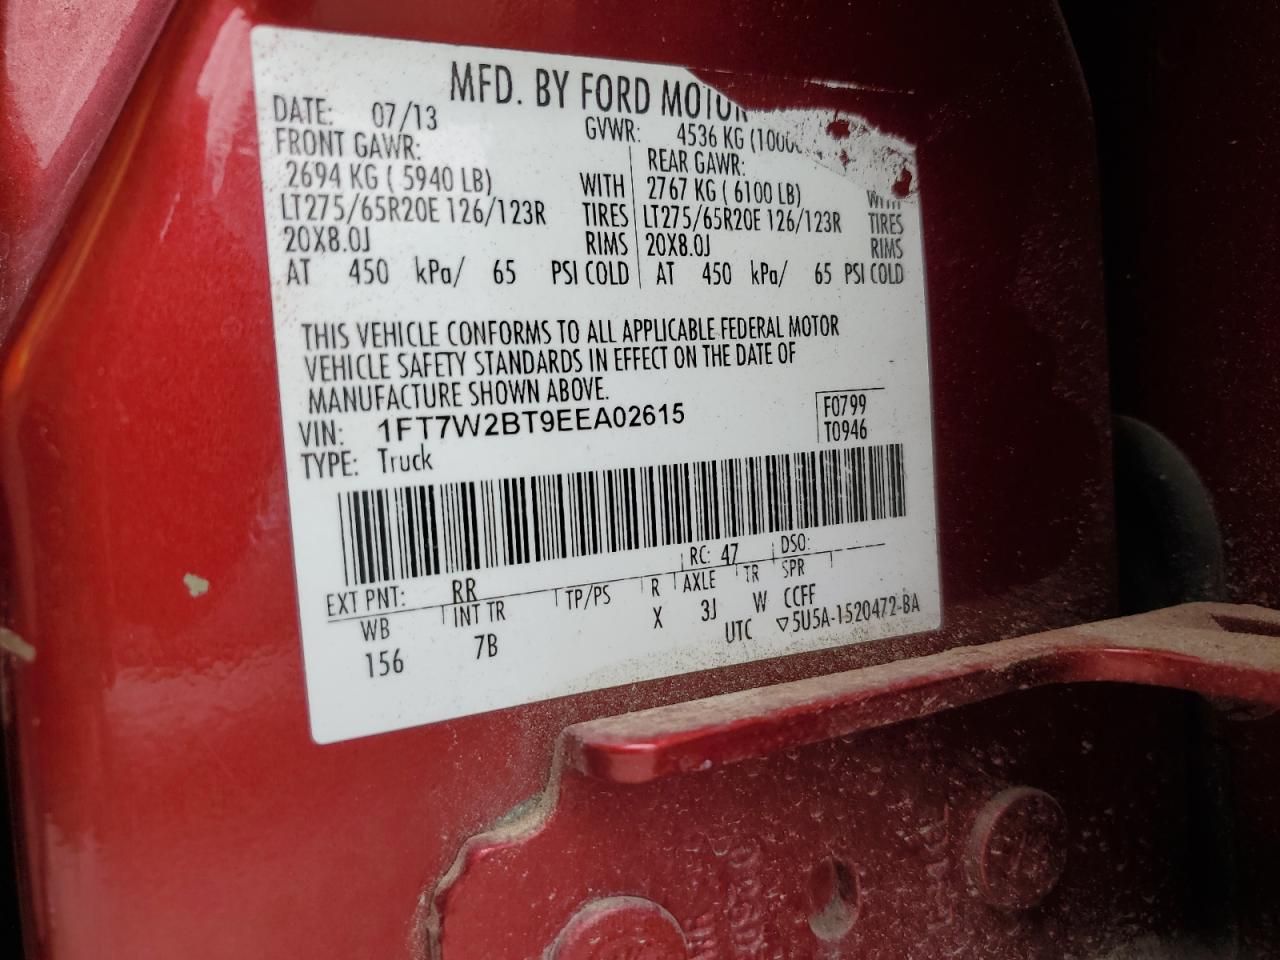 MFD. BY FORD MOTOR
DATE: 07/13 GVWR: 4536 KG (1000
FRONT GAWR: REAR GAWR:
2694 KG ( 5940 LB) WITH 2767 KG ( 6100 LB) WITH
LT275/65R20E 126/123R TIRES LT275/65R20E 126/123R TIRES
20X8.0J RIMS 20X8.0J RIMS
AT 450 kPa/ 65 PSI COLD AT 450 kPa/ 65 PSI COLD
THIS VEHICLE CONFORMS TO ALL APPLICABLE FEDERAL MOTOR
VEHICLE SAFETY STANDARDS IN EFFECT ON THE DATE OF
MANUFACTURE SHOWN ABOVE.
VIN: 1FT7W2BT9EEA02615 F0799
TYPE: Truck T0946
EXT PNT: RR RC: 47 DSO:
WB INT TR TP/PS R AXLE TR SPR
156 7B X 3J W CCFF
UTC ▽5U5A-1520472-BA